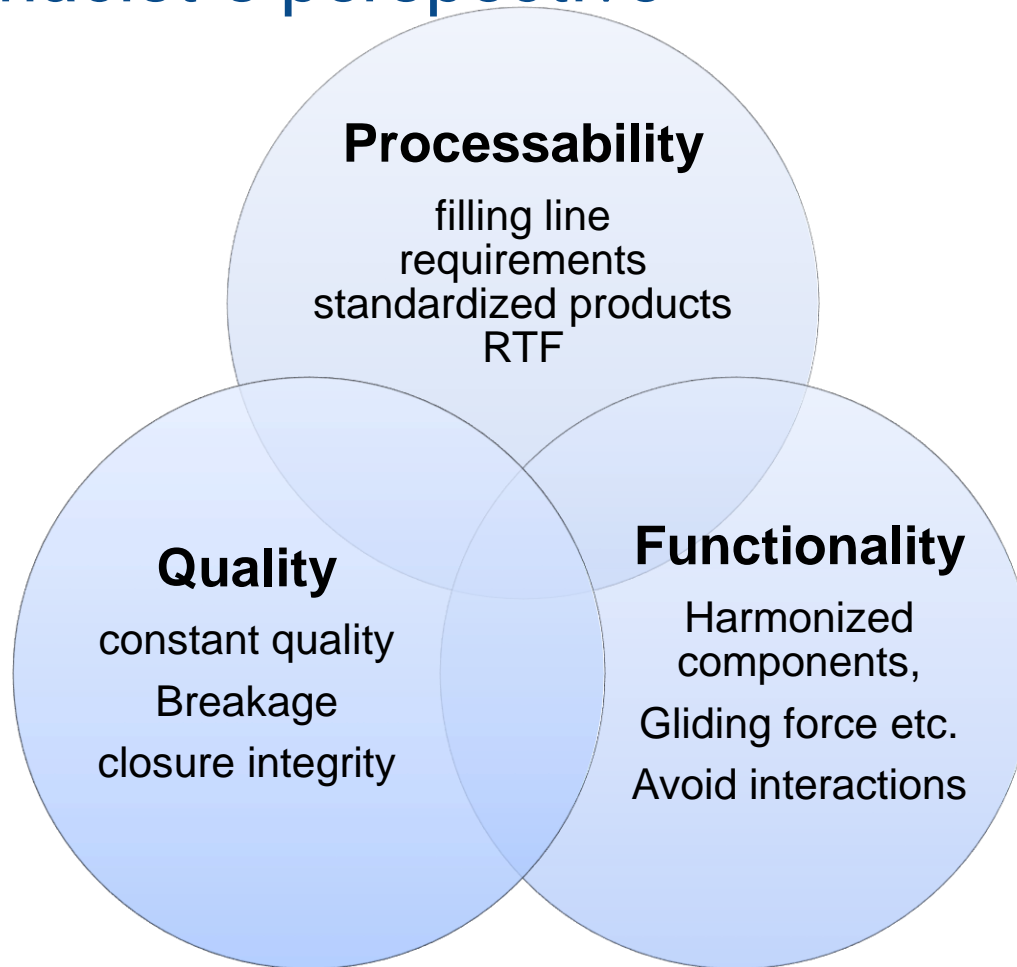 perspective
Processability
filling line
requirements
standardized products
RTF
Quality
constant quality
Breakage
closure integrity
Functionality
Harmonized
components,
Gliding force etc.
Avoid interactions